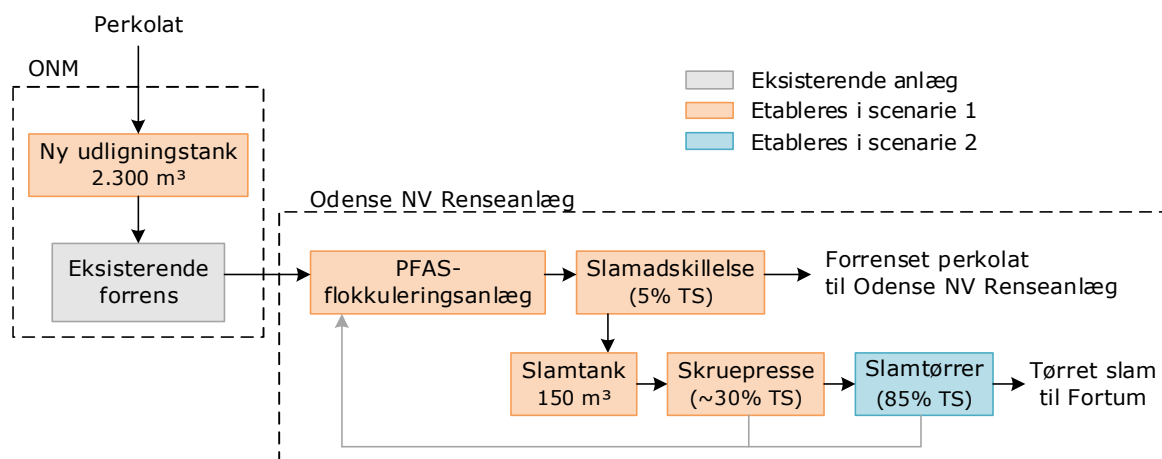 Perkolat
ONM
Eksisterende anlæg
Etableres i scenarie 1
Etableres i scenarie 2
Ny udligningstank
2.300 m³
Odense NV Renseanlæg
Eksisterende
forrens
PFAS-
flokkuleringsanlæg
Slamadskillelse
(5% TS)
Forrenset perkolat
til Odense NV Renseanlæg
Slamtank
150 m³
Skruepresse
(~30% TS)
Slamtørrer
(85% TS)
Tørret slam
til Fortum